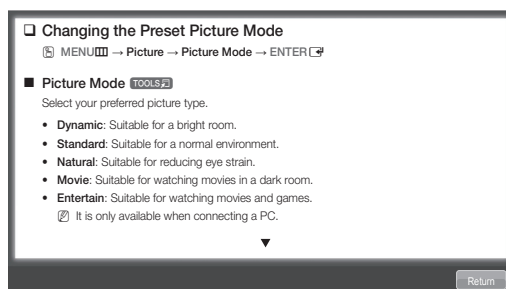 ❑ Changing the Preset Picture Mode
MENU → Picture → Picture Mode → ENTER
■ Picture Mode TOOLS
Select your preferred picture type.
• Dynamic: Suitable for a bright room.
• Standard: Suitable for a normal environment.
• Natural: Suitable for reducing eye strain.
• Movie: Suitable for watching movies in a dark room.
• Entertain: Suitable for watching movies and games.
It is only available when connecting a PC.
▼
Return